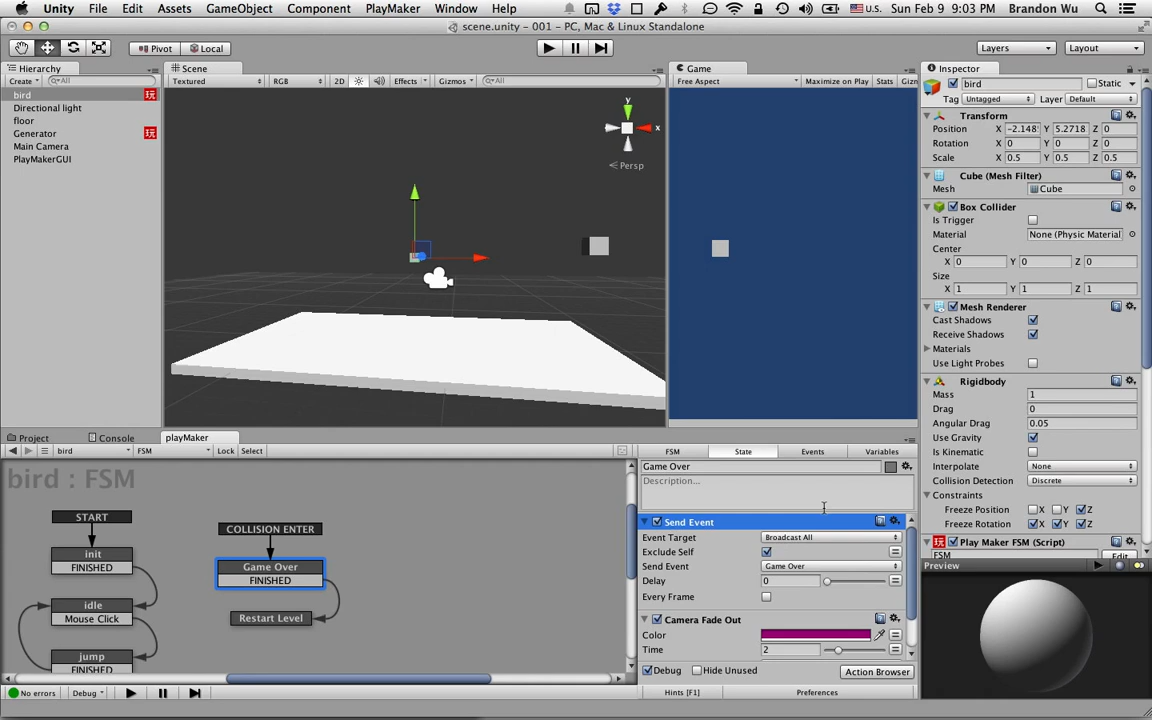 Unity File Edit Assets GameObject Component PlayMaker Window Help U.S. Sun Feb 9 9:03 PM Brandon Wu
scene.unity - 001 - PC, Mac & Linux Standalone
Pivot Local Layers Layout
Hierarchy
Create All
bird 玩
Directional light
floor
Generator 玩
Main Camera
PlayMakerGUI
Scene
Textured RGB 2D Effects Gizmos All
y
x
Persp
Game
Free Aspect Maximize on Play Stats Gizn
Inspector
bird Static
Tag Untagged Layer Default
Transform
Position X -2.148 Y 5.2718 Z 0
Rotation X 0 Y 0 Z 0
Scale X 0.5 Y 0.5 Z 0.5
Cube (Mesh Filter)
Mesh Cube
Box Collider
Is Trigger
Material None (Physic Material
Center
X 0 Y 0 Z 0
Size
X 1 Y 1 Z 1
Mesh Renderer
Cast Shadows
Receive Shadows
Materials
Use Light Probes
Rigidbody
Mass 1
Drag 0
Angular Drag 0.05
Use Gravity
Is Kinematic
Interpolate None
Collision Detection Discrete
Constraints
Freeze Position X Y Z
Freeze Rotation X Y Z
玩 Play Maker FSM (Script)
FSM Edit
Preview
Project Console playMaker
bird FSM Lock Select
bird : FSM
START
init
FINISHED
idle
Mouse Click
jump
FINISHED
COLLISION ENTER
Game Over
FINISHED
Restart Level
FSM State Events Variables
Game Over
Description...
Send Event
Event Target Broadcast All
Exclude Self
Send Event Game Over
Delay 0
Every Frame
Camera Fade Out
Color
Time 2
Debug Hide Unused Action Browser
No errors Debug
Hints [F1] Preferences